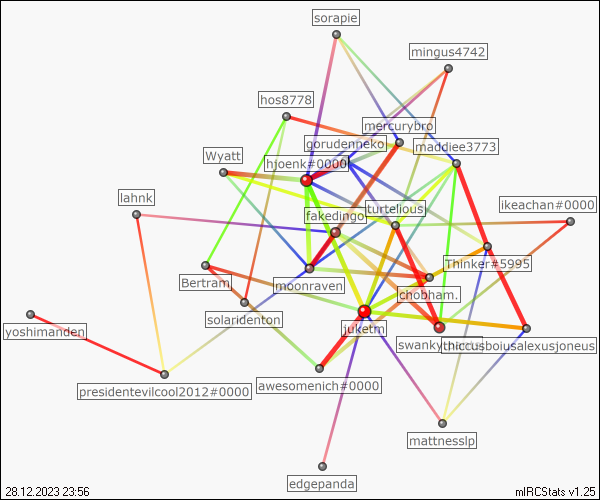 sorapie
mingus4742
hos8778
mercurybro
gorudenneko
maddiee3773
Wyatt
hjoenk#0000
lahnk
ikeachan#0000
turtelious
fakedingo
Thinker#5995
Bertram
moonraven
chobham.
solaridenton
juketm
yoshimanden
thiccusboiusalexusjoneus
presidentevilcool2012#0000
awesomenich#0000
mattnesslp
edgepanda
28.12.2023 23:56
mIRCStats v1.25